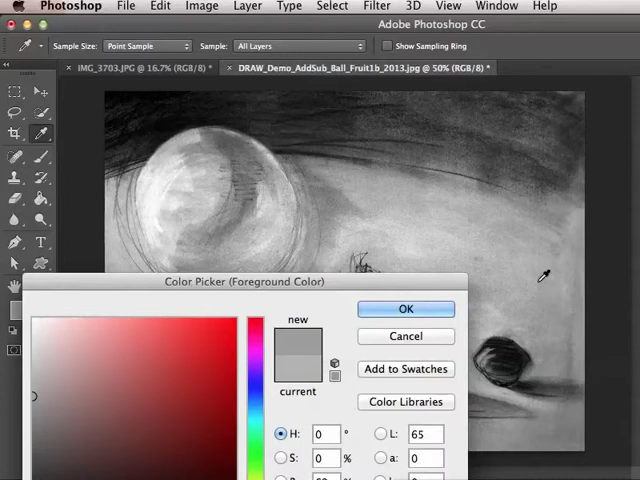 Photoshop File Edit Image Layer Type Select Filter 3D View Window Help
Adobe Photoshop CC
Sample Size: Point Sample Sample: All Layers Show Sampling Ring
× IMG_3703.JPG @ 16.7% (RGB/8) * × DRAW_Demo_AddSub_Ball_Fruit1b_2013.jpg @ 50% (RGB/8) *
T
Color Picker (Foreground Color)
new
current
OK
Cancel
Add to Swatches
Color Libraries
H: 0 ° L: 65
S: 0 % a: 0